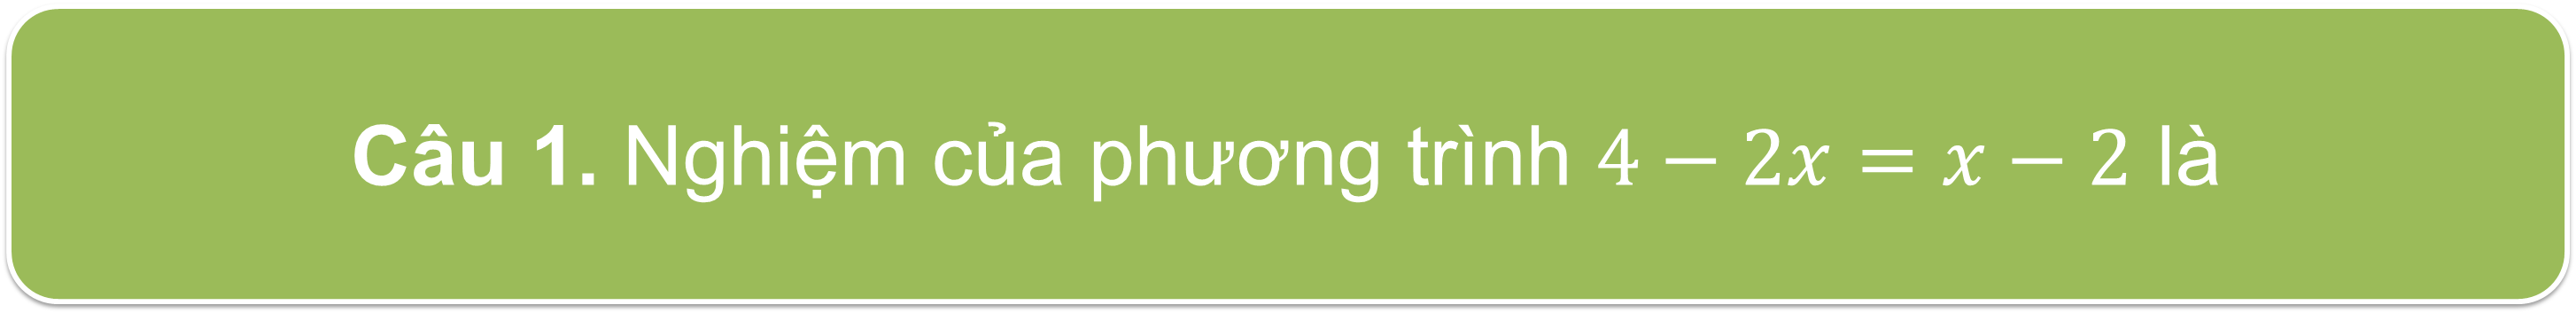 Câu 1. Nghiệm của phương trình 4 − 2x = x − 2 là